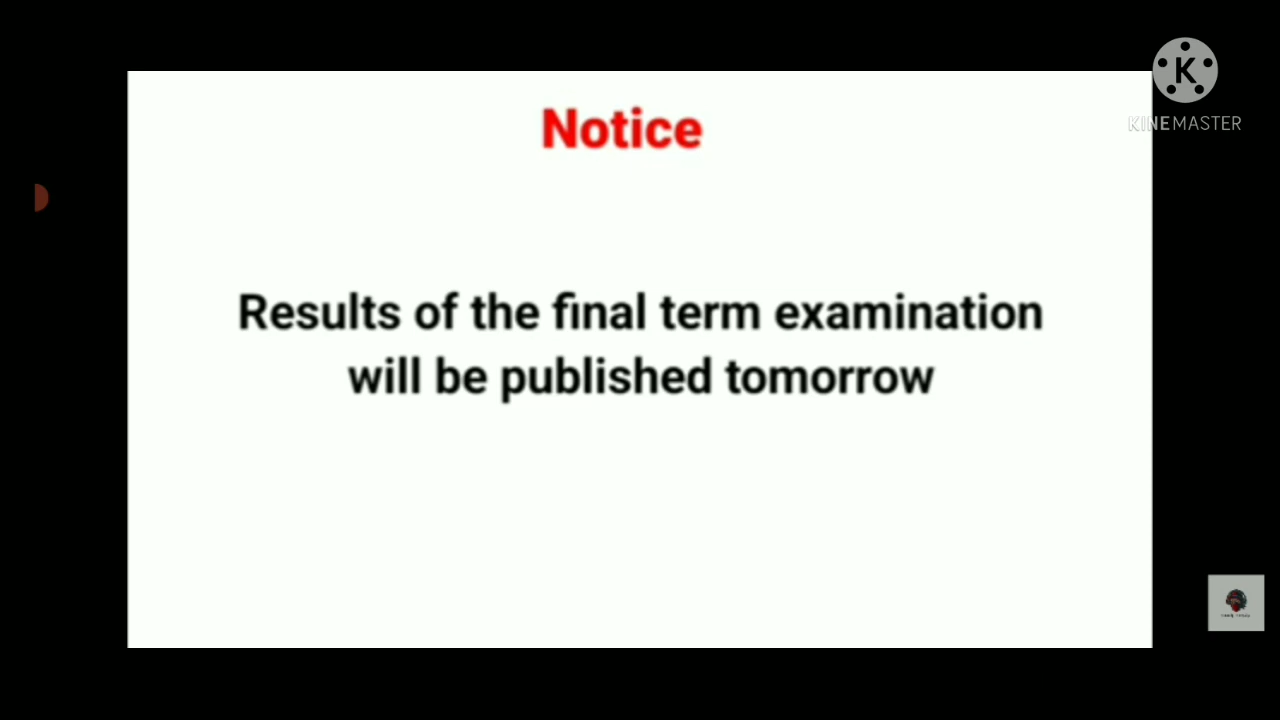 Notice
K
KINEMASTER
Results of the final term examination
will be published tomorrow